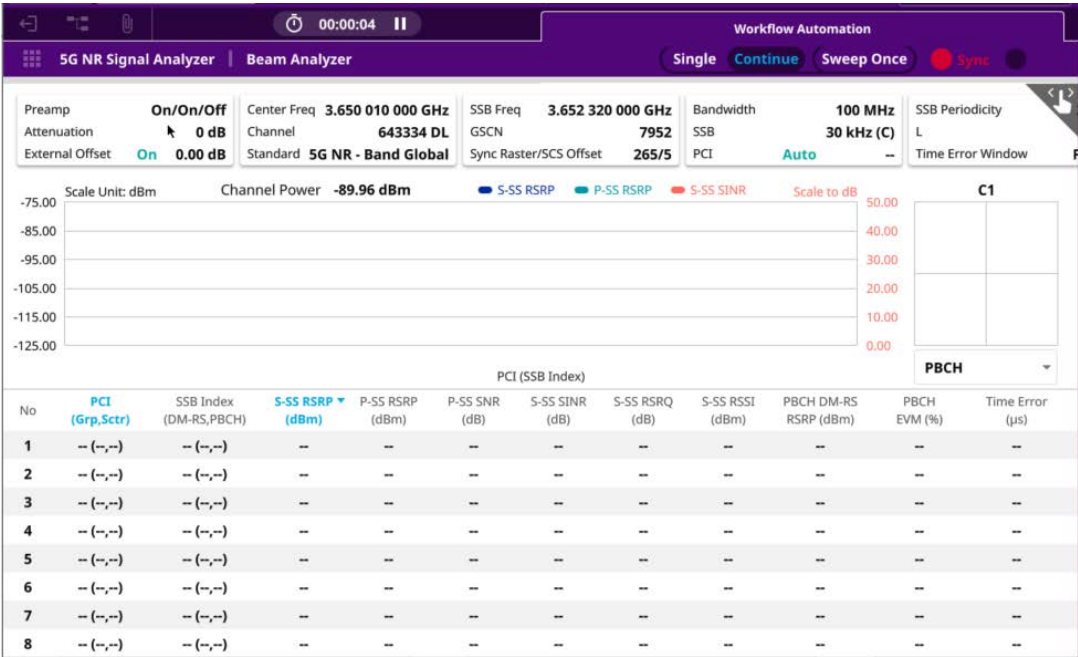 00:00:04
Workflow Automation
5G NR Signal Analyzer | Beam Analyzer
Single Continue Sweep Once Sync
Preamp On/On/Off
Attenuation 0 dB
External Offset On 0.00 dB
Center Freq 3.650 010 000 GHz
Channel 643334 DL
Standard 5G NR - Band Global
SSB Freq 3.652 320 000 GHz
GSCN 7952
Sync Raster/SCS Offset 265/5
Bandwidth 100 MHz
SSB 30 kHz (C)
PCI Auto --
SSB Periodicity
L
Time Error Window
Scale Unit: dBm Channel Power -89.96 dBm S-SS RSRP P-SS RSRP S-SS SINR Scale to dB
-75.00
-85.00
-95.00
-105.00
-115.00
-125.00
50.00
40.00
30.00
20.00
10.00
0.00
PCI (SSB Index)
C1
PBCH
No PCI (Grp,Sctr) SSB Index (DM-RS,PBCH) S-SS RSRP (dBm) P-SS RSRP (dBm) P-SS SNR (dB) S-SS SINR (dB) S-SS RSRQ (dB) S-SS RSSI (dBm) PBCH DM-RS RSRP (dBm) PBCH EVM (%) Time Error (μs)
1 -- (--,--) -- (--,--) -- -- -- -- -- -- -- -- --
2 -- (--,--) -- (--,--) -- -- -- -- -- -- -- -- --
3 -- (--,--) -- (--,--) -- -- -- -- -- -- -- -- --
4 -- (--,--) -- (--,--) -- -- -- -- -- -- -- -- --
5 -- (--,--) -- (--,--) -- -- -- -- -- -- -- -- --
6 -- (--,--) -- (--,--) -- -- -- -- -- -- -- -- --
7 -- (--,--) -- (--,--) -- -- -- -- -- -- -- -- --
8 -- (--,--) -- (--,--) -- -- -- -- -- -- -- -- --